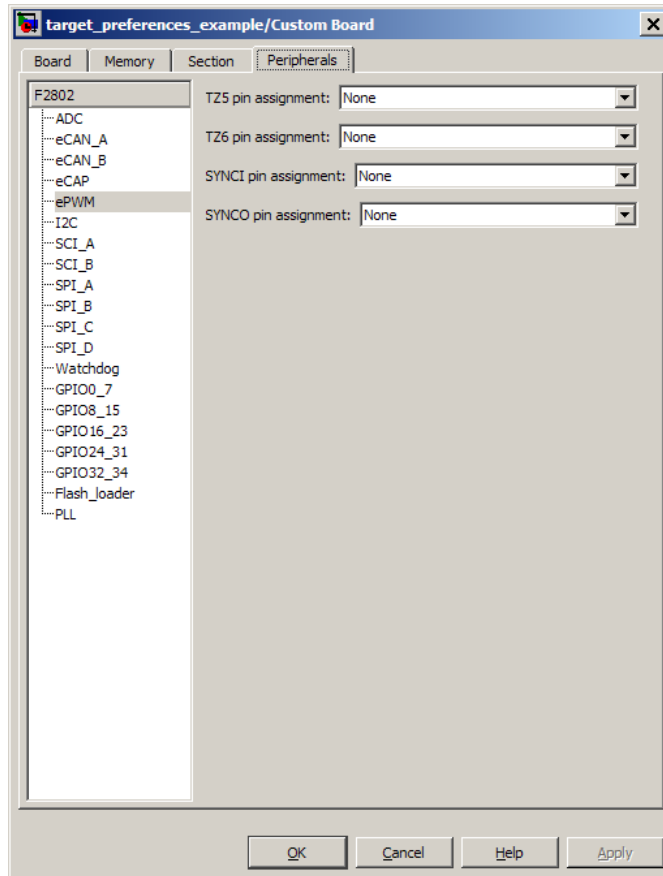 target_preferences_example/Custom Board
Board Memory Section Peripherals
F2802
ADC
eCAN_A
eCAN_B
eCAP
ePWM
I2C
SCI_A
SCI_B
SPI_A
SPI_B
SPI_C
SPI_D
Watchdog
GPIO0_7
GPIO8_15
GPIO16_23
GPIO24_31
GPIO32_34
Flash_loader
PLL
TZ5 pin assignment: None
TZ6 pin assignment: None
SYNCI pin assignment: None
SYNCO pin assignment: None
OK Cancel Help Apply